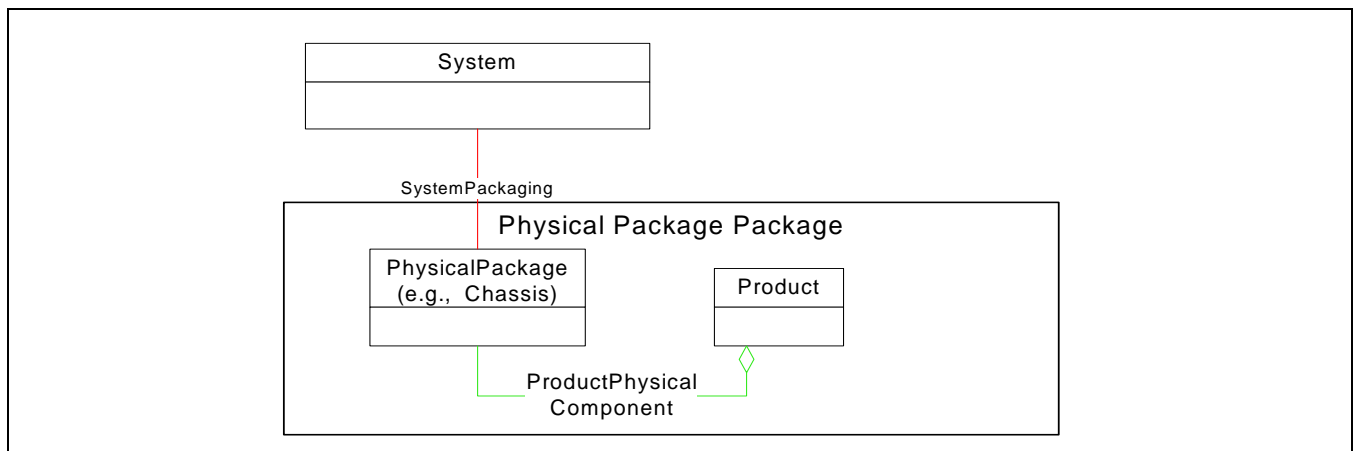 System
SystemPackaging
Physical Package Package
PhysicalPackage
(e.g., Chassis)
Product
ProductPhysical
Component